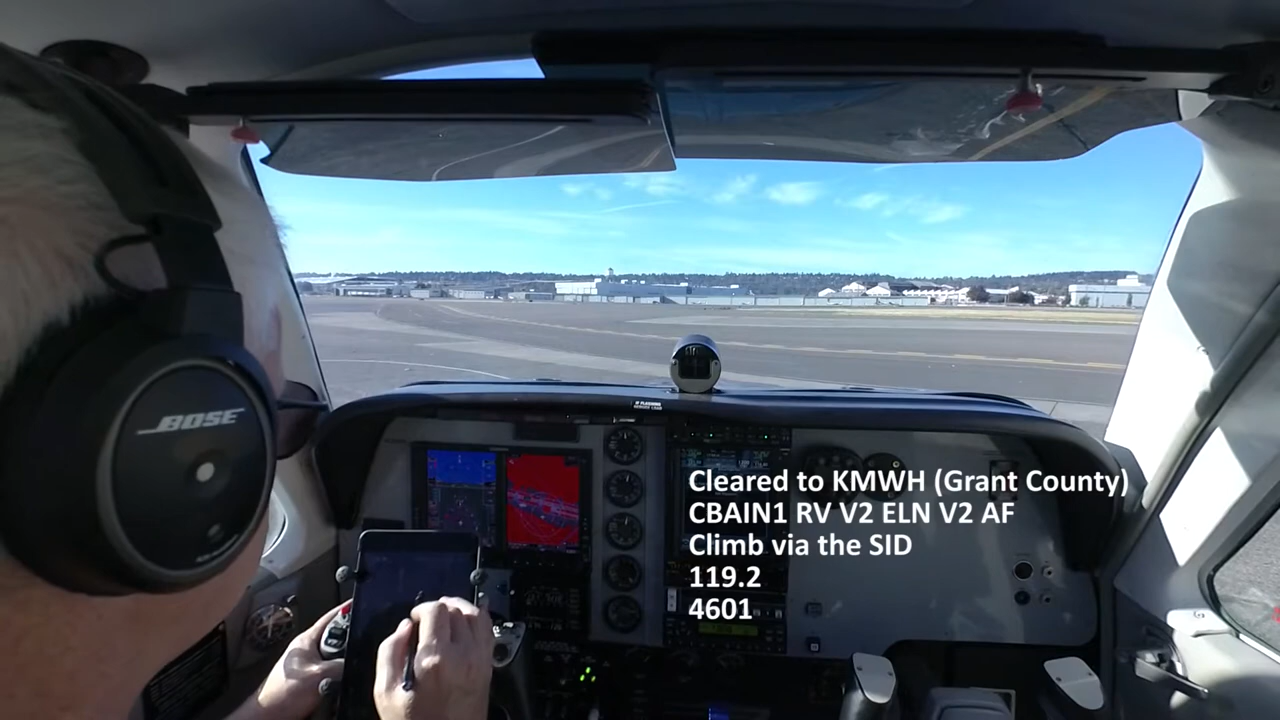 BOSE
Cleared to KMWH (Grant County)
CBAIN1 RV V2 ELN V2 AF
Climb via the SID
119.2
4601